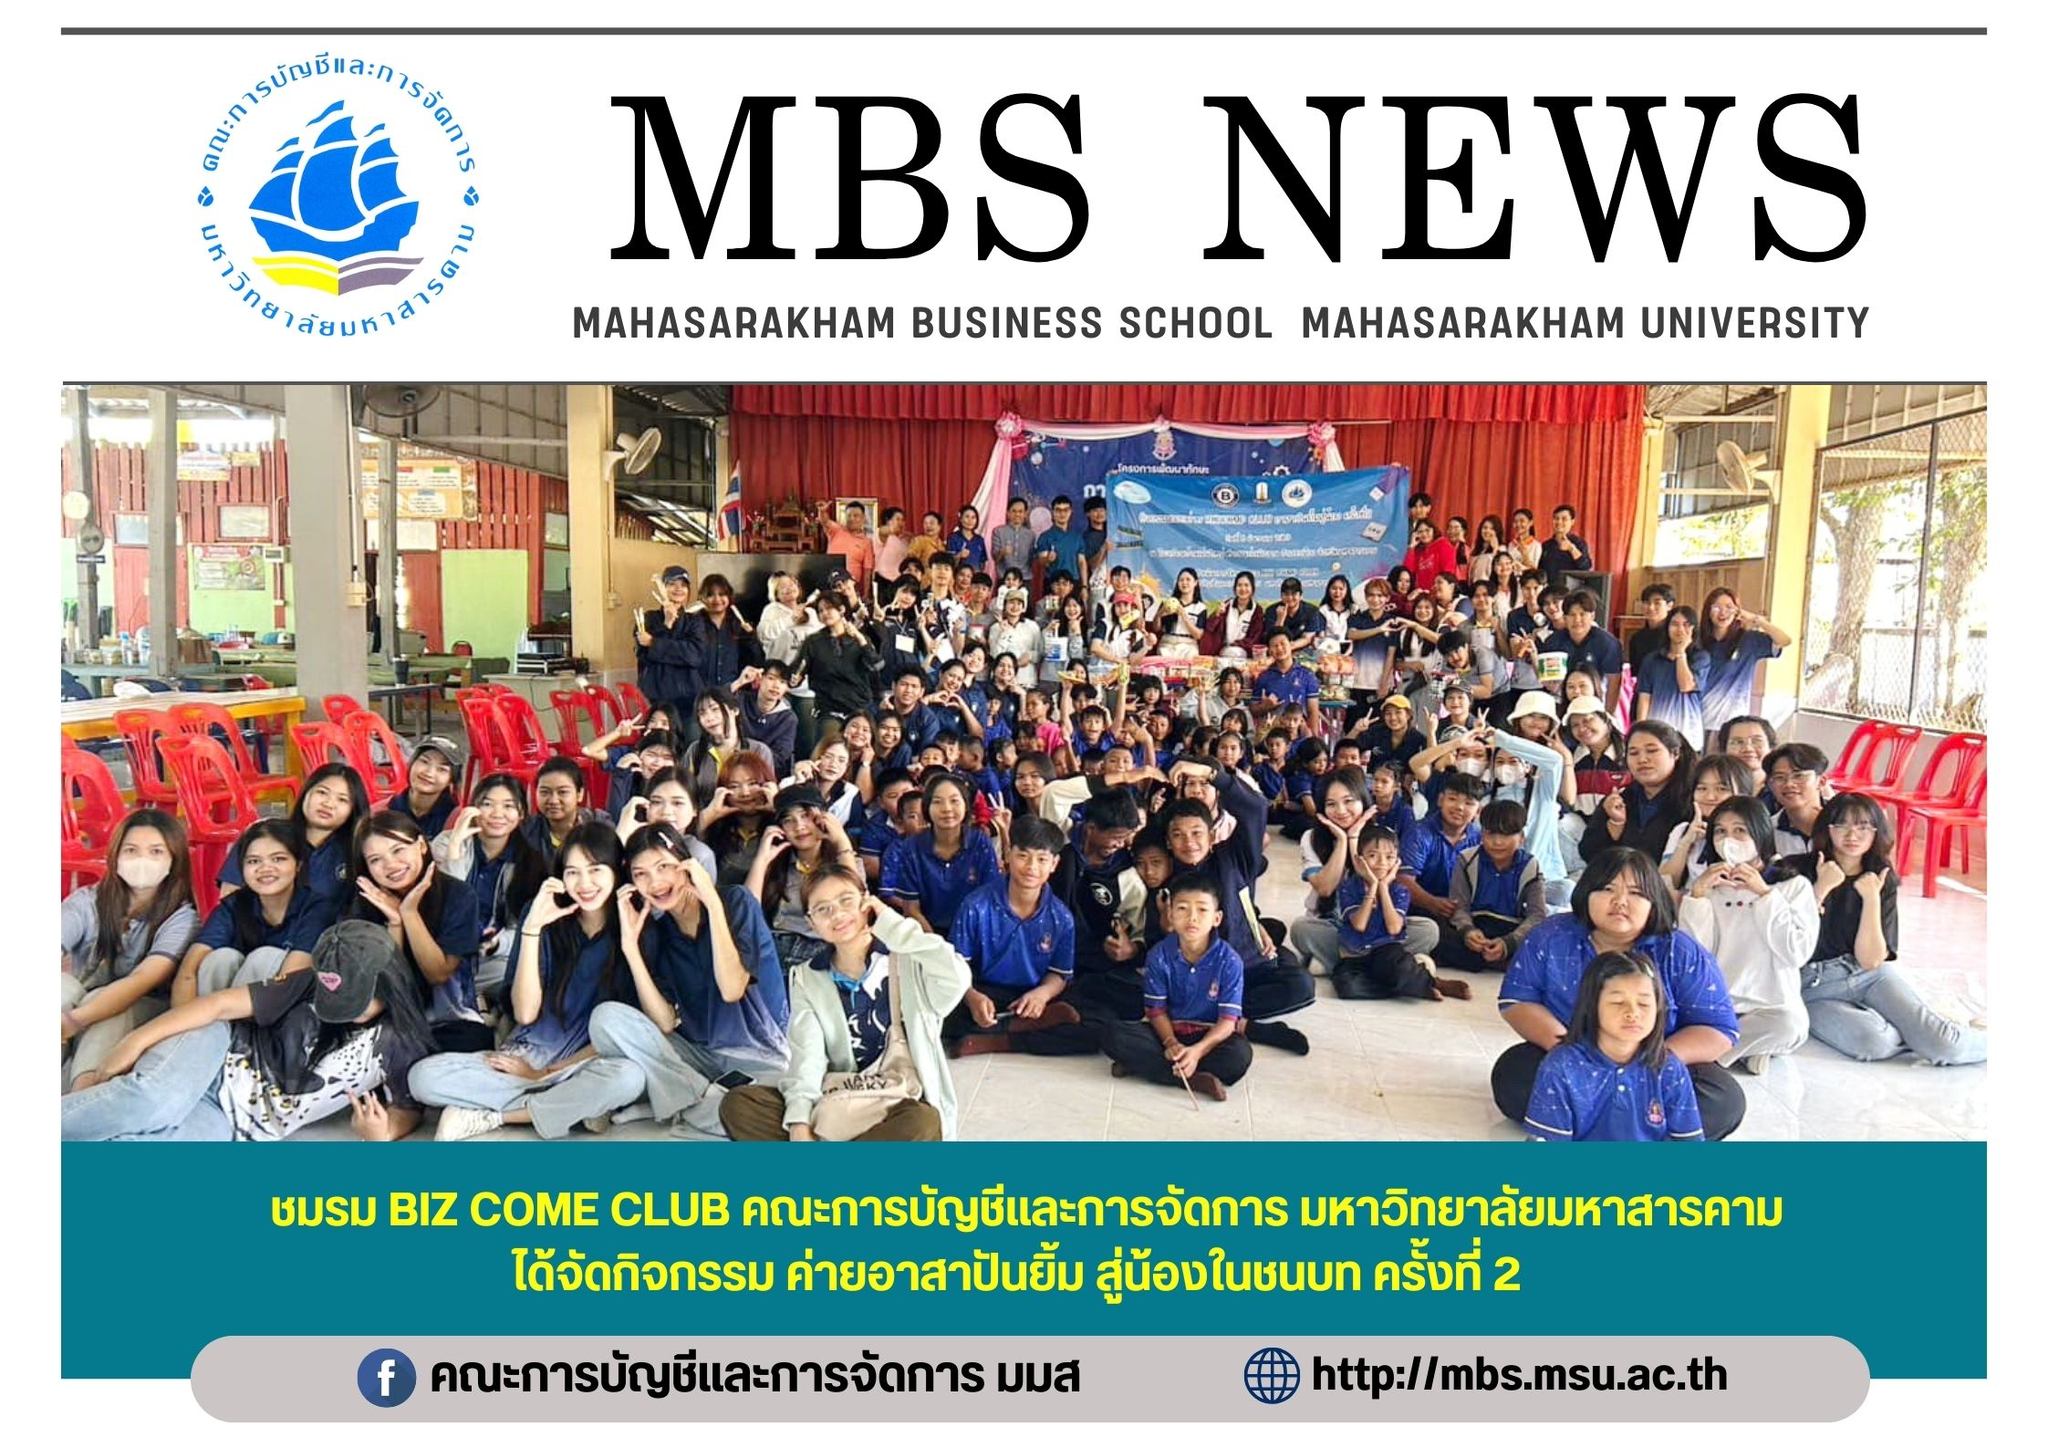 คณะการบัญชีและการจัดการ
มหาวิทยาลัยมหาสารคาม
MBS NEWS
MAHASARAKHAM BUSINESS SCHOOL MAHASARAKHAM UNIVERSITY
โครงการพัฒนาทักษะ
ชมรม BIZ COME CLUB คณะการบัญชีและการจัดการ มหาวิทยาลัยมหาสารคาม
ได้จัดกิจกรรม ค่ายอาสาปันยิ้ม สู่น้องในชนบท ครั้งที่ 2
คณะการบัญชีและการจัดการ มมส
http://mbs.msu.ac.th